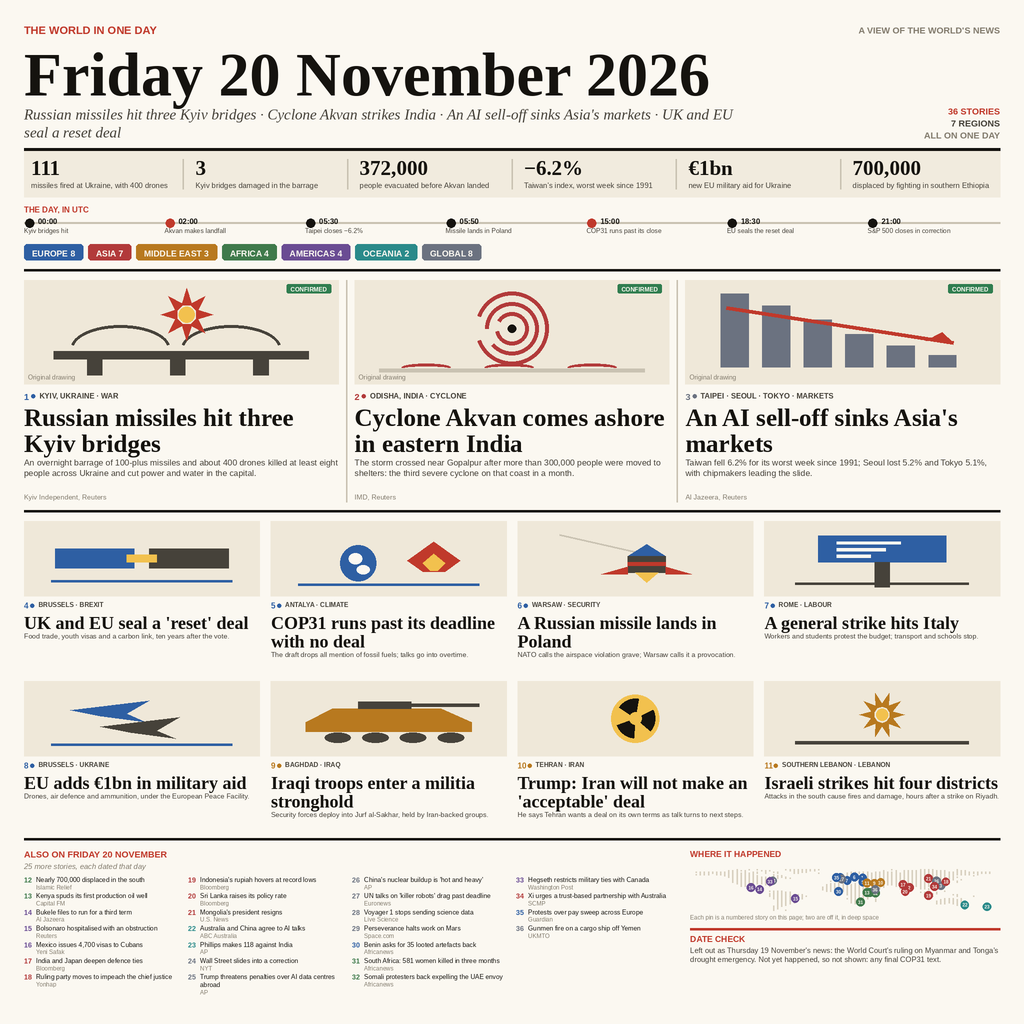 THE WORLD IN ONE DAY
A VIEW OF THE WORLD'S NEWS
Friday 20 November 2026
Russian missiles hit three Kyiv bridges · Cyclone Akvan strikes India · An AI sell-off sinks Asia's markets · UK and EU
seal a reset deal
36 STORIES
7 REGIONS
ALL ON ONE DAY
111
missiles fired at Ukraine, with 400 drones
3
Kyiv bridges damaged in the barrage
372,000
people evacuated before Akvan landed
−6.2%
Taiwan's index, worst week since 1991
€1bn
new EU military aid for Ukraine
700,000
displaced by fighting in southern Ethiopia
THE DAY, IN UTC
00:00
Kyiv bridges hit
02:00
Akvan makes landfall
05:30
Taipei closes −6.2%
05:50
Missile lands in Poland
15:00
COP31 runs past its close
18:30
EU seals the reset deal
21:00
S&P 500 closes in correction
EUROPE 8
ASIA 7
MIDDLE EAST 3
AFRICA 4
AMERICAS 4
OCEANIA 2
GLOBAL 8
CONFIRMED
Original drawing
1 KYIV, UKRAINE · WAR
Russian missiles hit three
Kyiv bridges
An overnight barrage of 100-plus missiles and about 400 drones killed at least eight
people across Ukraine and cut power and water in the capital.
Kyiv Independent, Reuters
CONFIRMED
Original drawing
2 ODISHA, INDIA · CYCLONE
Cyclone Akvan comes ashore
in eastern India
The storm crossed near Gopalpur after more than 300,000 people were moved to
shelters: the third severe cyclone on that coast in a month.
IMD, Reuters
CONFIRMED
Original drawing
3 TAIPEI · SEOUL · TOKYO · MARKETS
An AI sell-off sinks Asia's
markets
Taiwan fell 6.2% for its worst week since 1991; Seoul lost 5.2% and Tokyo 5.1%,
with chipmakers leading the slide.
Al Jazeera, Reuters
4 BRUSSELS · BREXIT
UK and EU seal a 'reset' deal
Food trade, youth visas and a carbon link, ten years after the vote.
5 ANTALYA · CLIMATE
COP31 runs past its deadline
with no deal
The draft drops all mention of fossil fuels; talks go into overtime.
6 WARSAW · SECURITY
A Russian missile lands in
Poland
NATO calls the airspace violation grave; Warsaw calls it a provocation.
7 ROME · LABOUR
A general strike hits Italy
Workers and students protest the budget; transport and schools stop.
8 BRUSSELS · UKRAINE
EU adds €1bn in military aid
Drones, air defence and ammunition, under the European Peace Facility.
9 BAGHDAD · IRAQ
Iraqi troops enter a militia
stronghold
Security forces deploy into Jurf al-Sakhar, held by Iran-backed groups.
10 TEHRAN · IRAN
Trump: Iran will not make an
'acceptable' deal
He says Tehran wants a deal on its own terms as talk turns to next steps.
11 SOUTHERN LEBANON · LEBANON
Israeli strikes hit four districts
Attacks in the south cause fires and damage, hours after a strike on Riyadh.
ALSO ON FRIDAY 20 NOVEMBER
25 more stories, each dated that day
12 Nearly 700,000 displaced in the south
Islamic Relief
13 Kenya spuds its first production oil well
Capital FM
14 Bukele files to run for a third term
Al Jazeera
15 Bolsonaro hospitalised with an obstruction
Reuters
16 Mexico issues 4,700 visas to Cubans
Yeni Safak
17 India and Japan deepen defence ties
Bloomberg
18 Ruling party moves to impeach the chief justice
Yonhap
19 Indonesia's rupiah hovers at record lows
Bloomberg
20 Sri Lanka raises its policy rate
Bloomberg
21 Mongolia's president resigns
U.S. News
22 Australia and China agree to AI talks
ABC Australia
23 Phillips makes 118 against India
AP
24 Wall Street slides into a correction
NYT
25 Trump threatens penalties over AI data centres
abroad
AP
26 China's nuclear buildup is 'hot and heavy'
AP
27 UN talks on 'killer robots' drag past deadline
Euronews
28 Voyager 1 stops sending science data
Live Science
29 Perseverance halts work on Mars
Space.com
30 Benin asks for 35 looted artefacts back
Africanews
31 South Africa: 581 women killed in three months
Africanews
32 Somali protesters back expelling the UAE envoy
Africanews
33 Hegseth restricts military ties with Canada
Washington Post
34 Xi urges a trust-based partnership with Australia
SCMP
35 Protests over pay sweep across Europe
Guardian
36 Gunmen fire on a cargo ship off Yemen
UKMTO
WHERE IT HAPPENED
Each pin is a numbered story on this page; two are off it, in deep space
DATE CHECK
Left out as Thursday 19 November's news: the World Court's ruling on Myanmar and Tonga's
drought emergency. Not yet happened, so not shown: any final COP31 text.